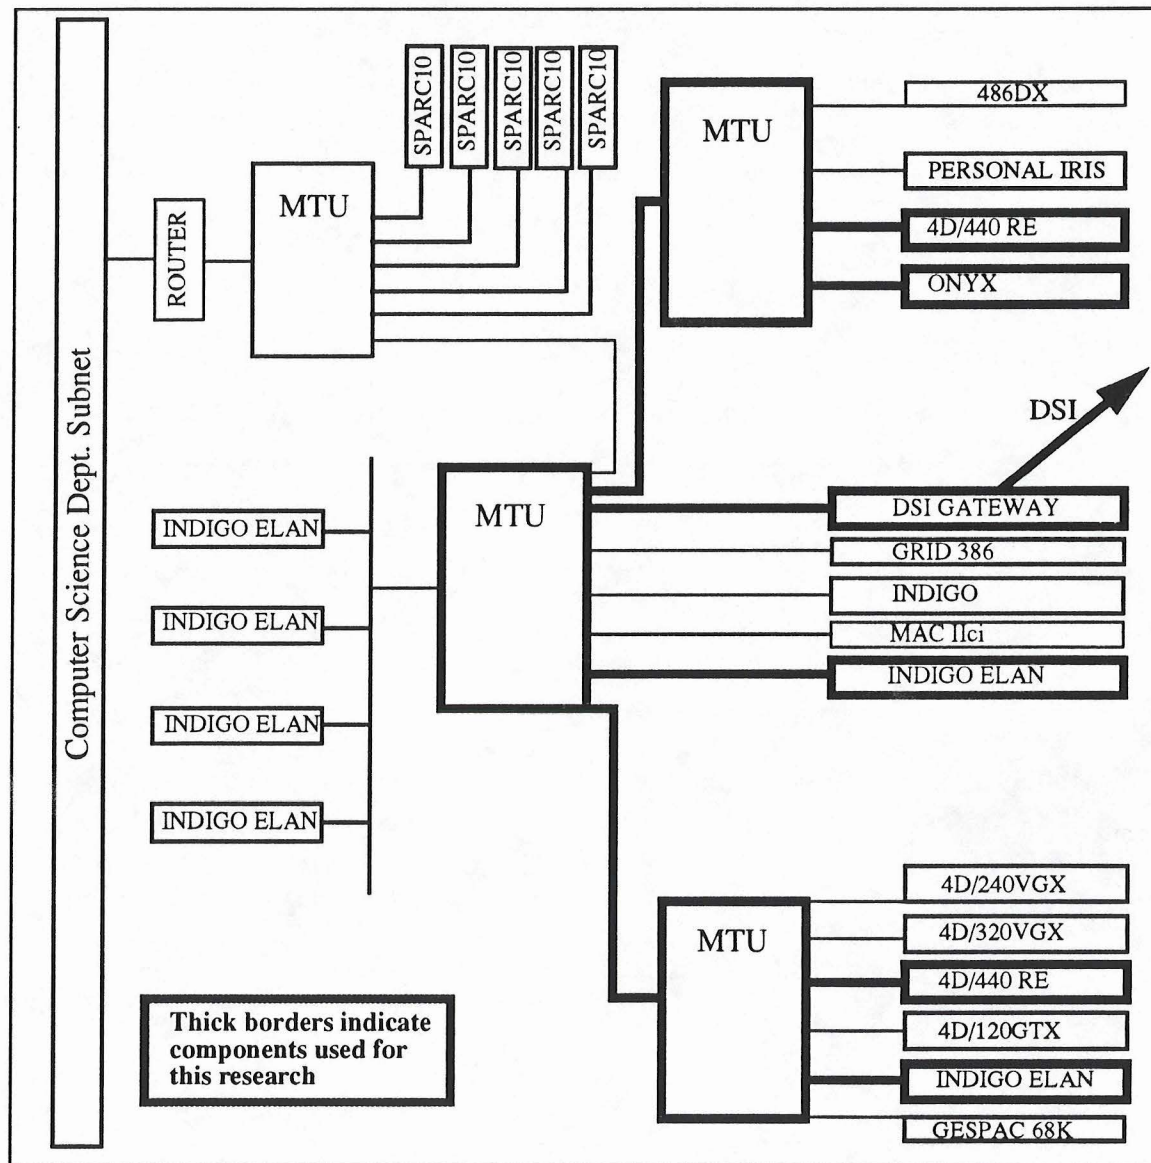 Computer Science Dept. Subnet
ROUTER
MTU
SPARC10
SPARC10
SPARC10
SPARC10
SPARC10
MTU
486DX
PERSONAL IRIS
4D/440 RE
ONYX
DSI
INDIGO ELAN
INDIGO ELAN
INDIGO ELAN
INDIGO ELAN
MTU
DSI GATEWAY
GRID 386
INDIGO
MAC IIci
INDIGO ELAN
MTU
4D/240VGX
4D/320VGX
4D/440 RE
4D/120GTX
INDIGO ELAN
GESPAC 68K
Thick borders indicate
components used for
this research